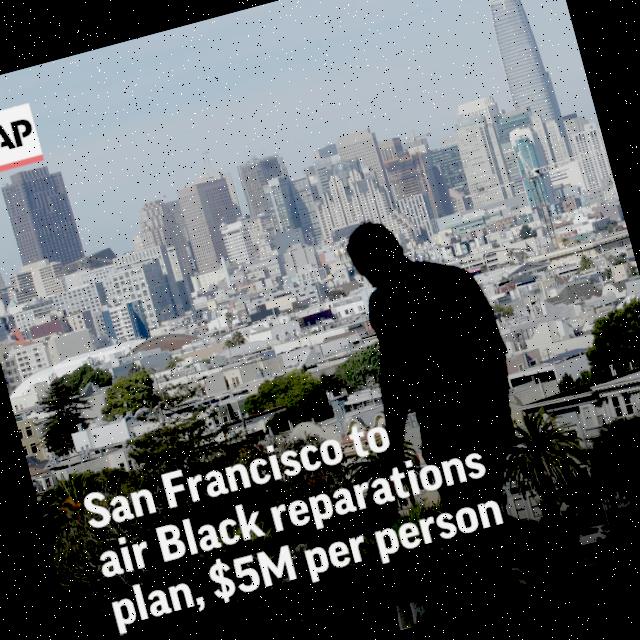 AP
San Francisco to
air Black reparations
plan, $5M per person